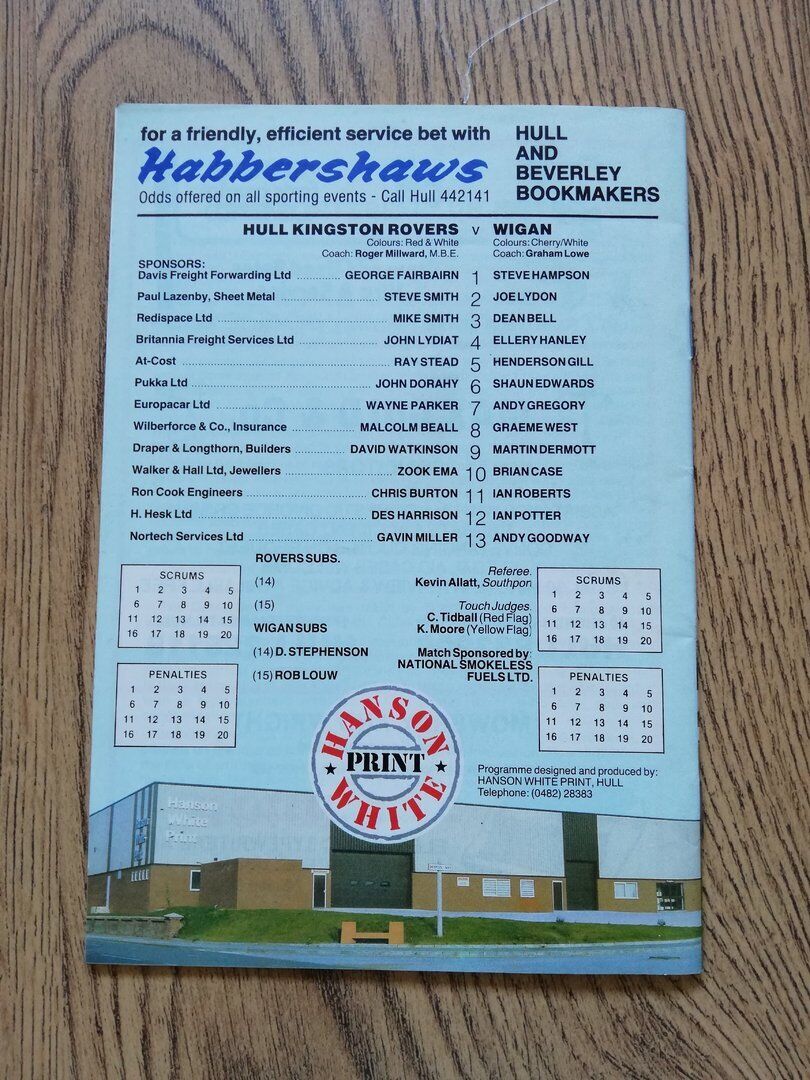 for a friendly, efficient service bet with
Habbershaws
Odds offered on all sporting events - Call Hull 442141
HULL
AND
BEVERLEY
BOOKMAKERS
HULL KINGSTON ROVERS v WIGAN
Colours: Red & White Colours: Cherry/White
Coach: Roger Millward, M.B.E. Coach: Graham Lowe
SPONSORS:
Davis Freight Forwarding Ltd ............. GEORGE FAIRBAIRN 1 STEVE HAMPSON
Paul Lazenby, Sheet Metal ............. STEVE SMITH 2 JOE LYDON
Redispace Ltd ............. MIKE SMITH 3 DEAN BELL
Britannia Freight Services Ltd ............. JOHN LYDIAT 4 ELLERY HANLEY
At-Cost ............. RAY STEAD 5 HENDERSON GILL
Pukka Ltd ............. JOHN DORAHY 6 SHAUN EDWARDS
Europacar Ltd ............. WAYNE PARKER 7 ANDY GREGORY
Wilberforce & Co., Insurance ............. MALCOLM BEALL 8 GRAEME WEST
Draper & Longthorn, Builders ............. DAVID WATKINSON 9 MARTIN DERMOTT
Walker & Hall Ltd, Jewellers ............. ZOOK EMA 10 BRIAN CASE
Ron Cook Engineers ............. CHRIS BURTON 11 IAN ROBERTS
H. Hesk Ltd ............. DES HARRISON 12 IAN POTTER
Nortech Services Ltd ............. GAVIN MILLER 13 ANDY GOODWAY
SCRUMS
1 2 3 4 5
6 7 8 9 10
11 12 13 14 15
16 17 18 19 20
PENALTIES
1 2 3 4 5
6 7 8 9 10
11 12 13 14 15
16 17 18 19 20
ROVERS SUBS.
(14)
(15)
WIGAN SUBS
(14) D. STEPHENSON
(15) ROB LOUW
Referee.
Kevin Allatt, Southpon
Touch Judges.
C. Tidball (Red Flag)
K. Moore (Yellow Flag)
Match Sponsored by:
NATIONAL SMOKELESS
FUELS LTD.
SCRUMS
1 2 3 4 5
6 7 8 9 10
11 12 13 14 15
16 17 18 19 20
PENALTIES
1 2 3 4 5
6 7 8 9 10
11 12 13 14 15
16 17 18 19 20
HANSON
PRINT
WHITE
Programme designed and produced by:
HANSON WHITE PRINT, HULL
Telephone: (0482) 28383
Hanson
White
Print